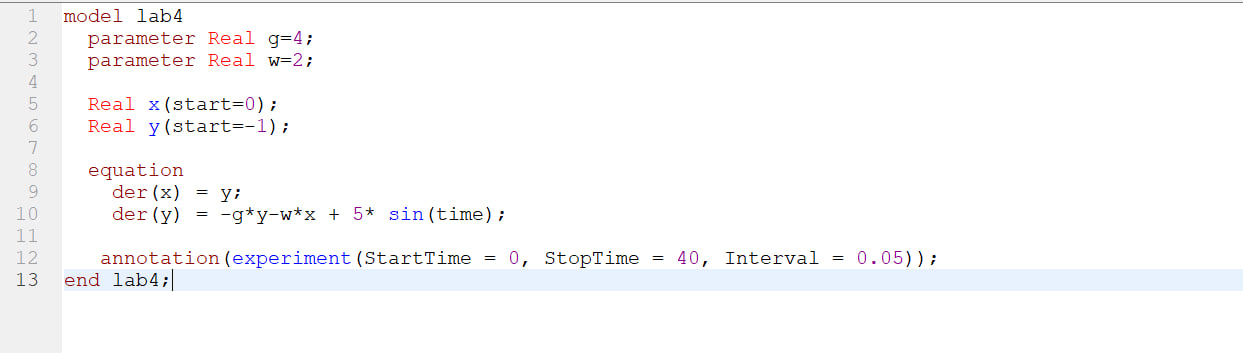 1 model lab4
2   parameter Real g=4;
3   parameter Real w=2;
4
5   Real x(start=0);
6   Real y(start=-1);
7
8   equation
9     der(x) = y;
10     der(y) = -g*y-w*x + 5* sin(time);
11
12    annotation(experiment(StartTime = 0, StopTime = 40, Interval = 0.05));
13 end lab4;